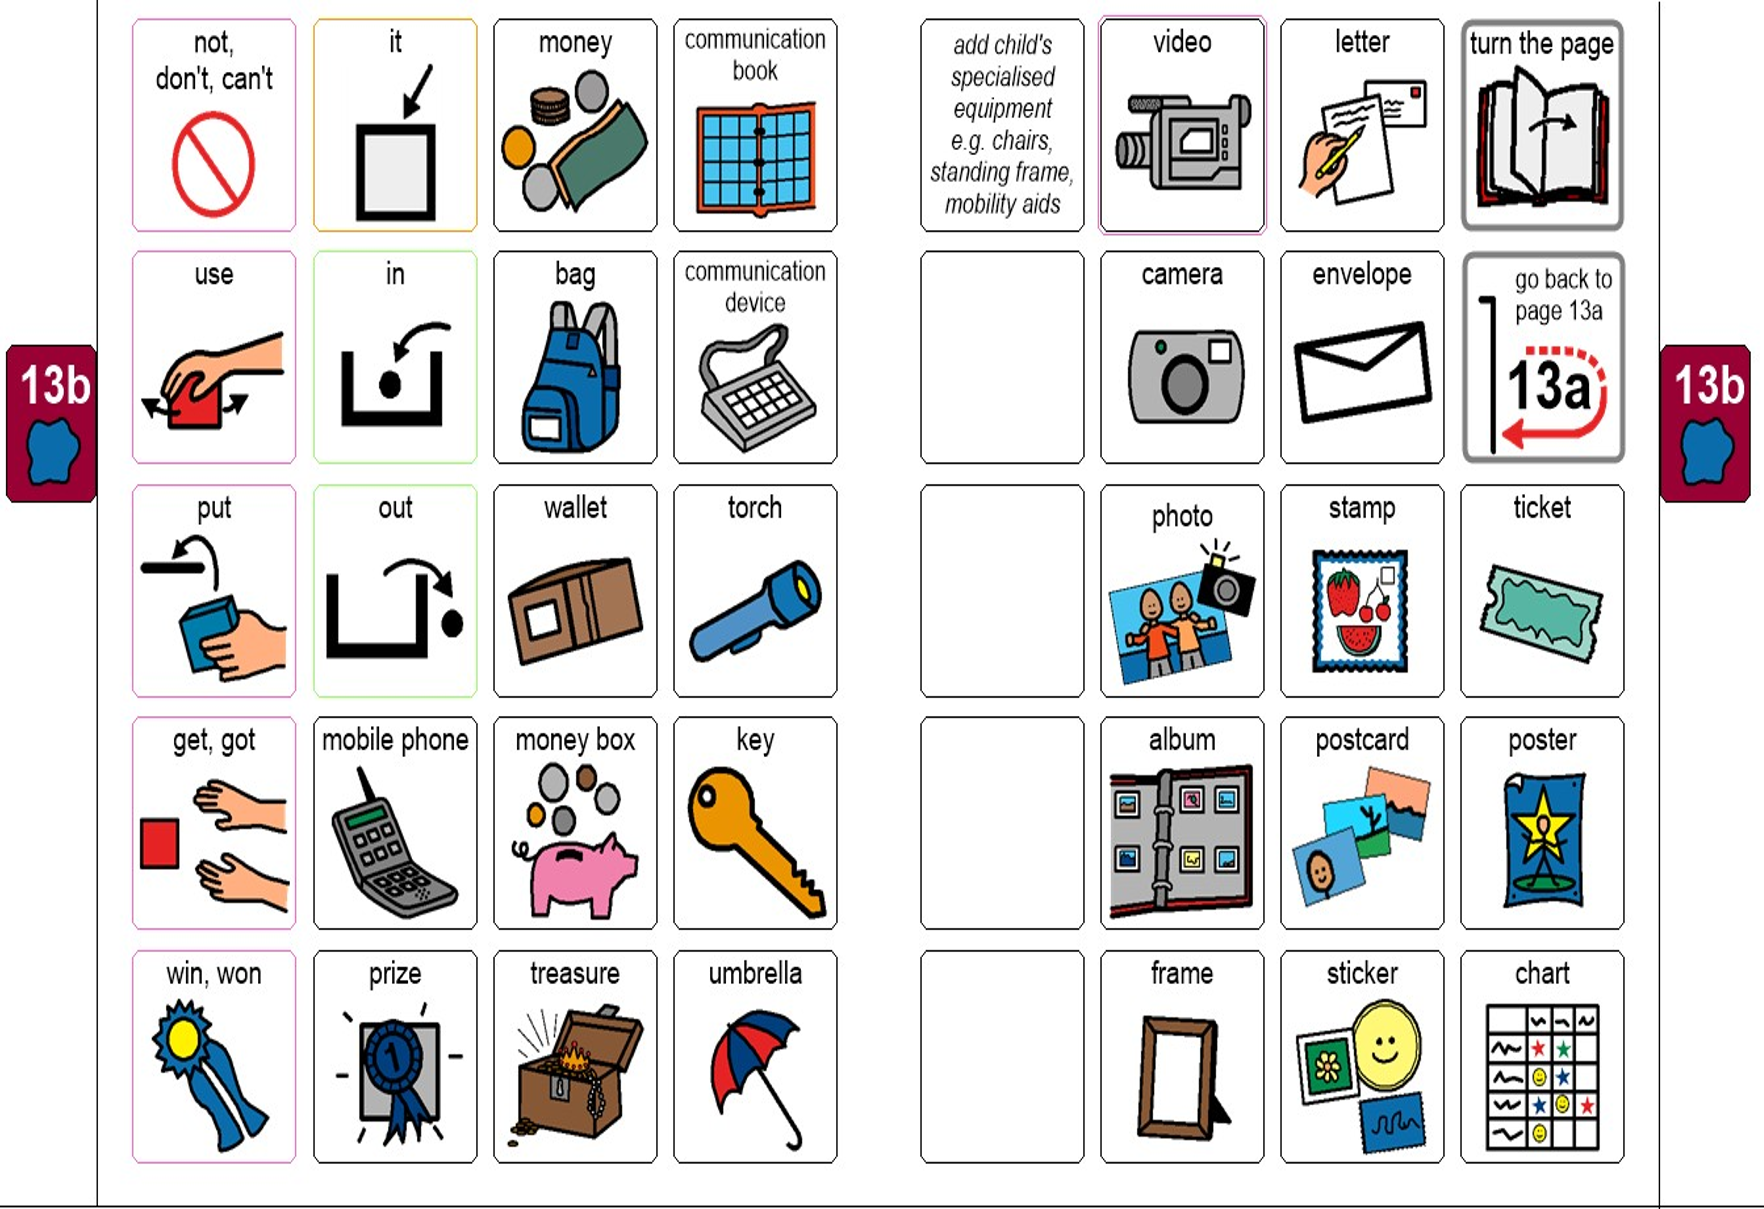 not,
don't, can't
it
money
communication
book
add child's
specialised
equipment
e.g. chairs,
standing frame,
mobility aids
video
letter
turn the page
use
in
bag
communication
device
camera
envelope
go back to
page 13a
13a
13b
13b
put
out
wallet
torch
photo
stamp
ticket
get, got
mobile phone
money box
key
album
postcard
poster
win, won
prize
1
treasure
umbrella
frame
sticker
chart